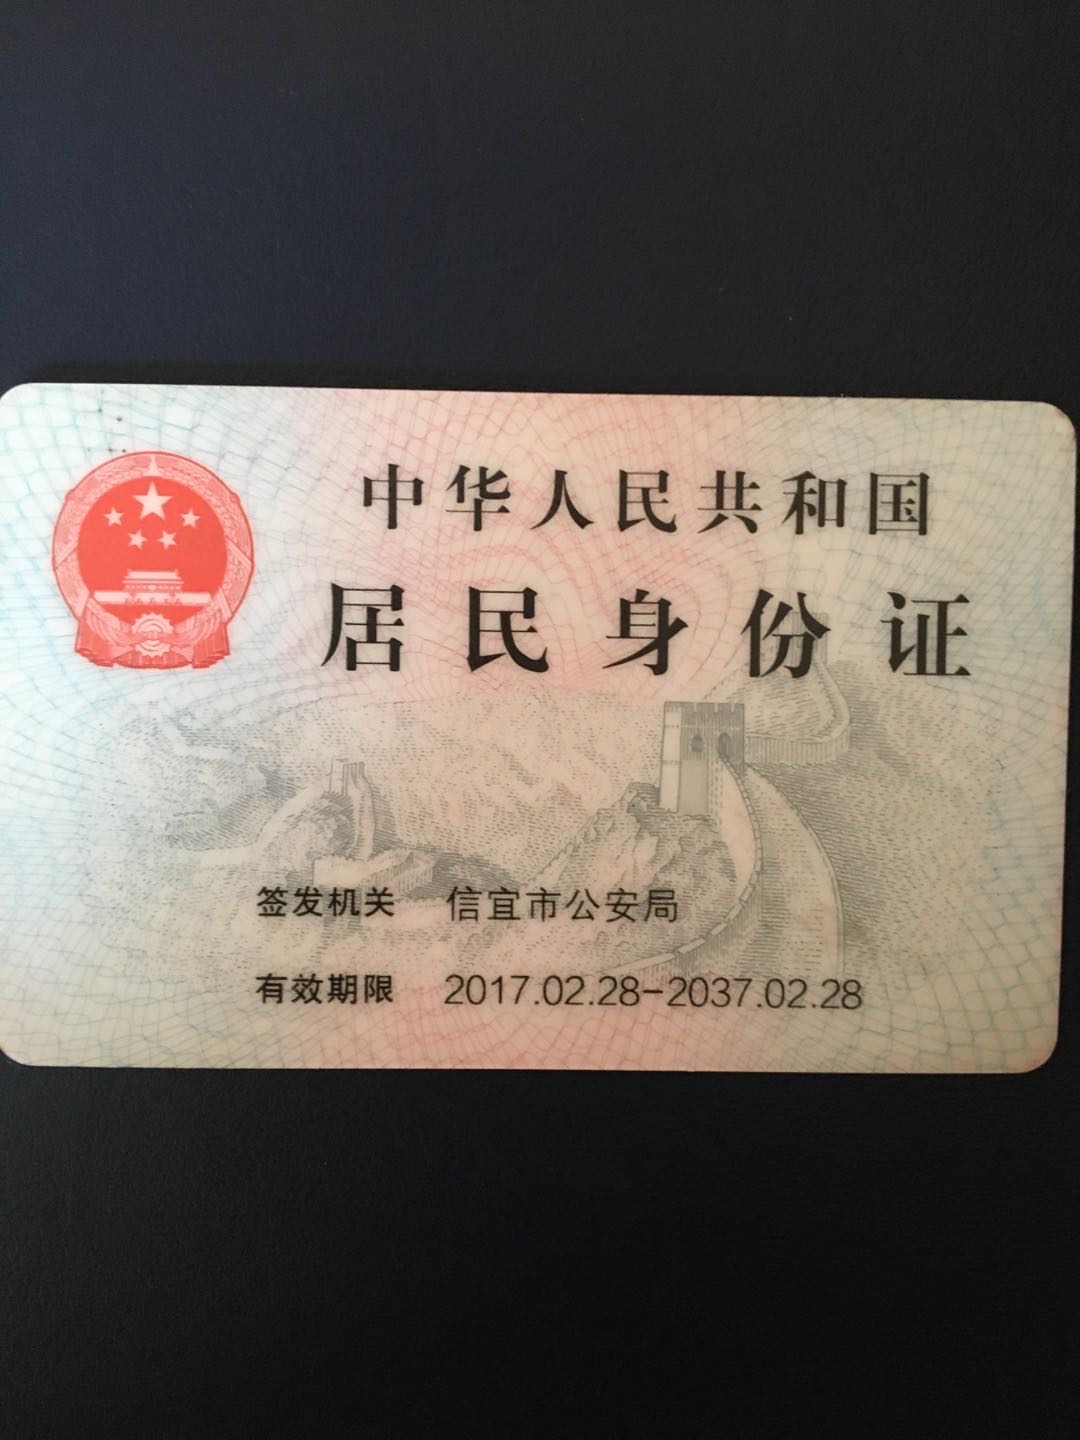 中华人民共和国
居民身份证
签发机关 信宜市公安局
有效期限 2017.02.28-2037.02.28